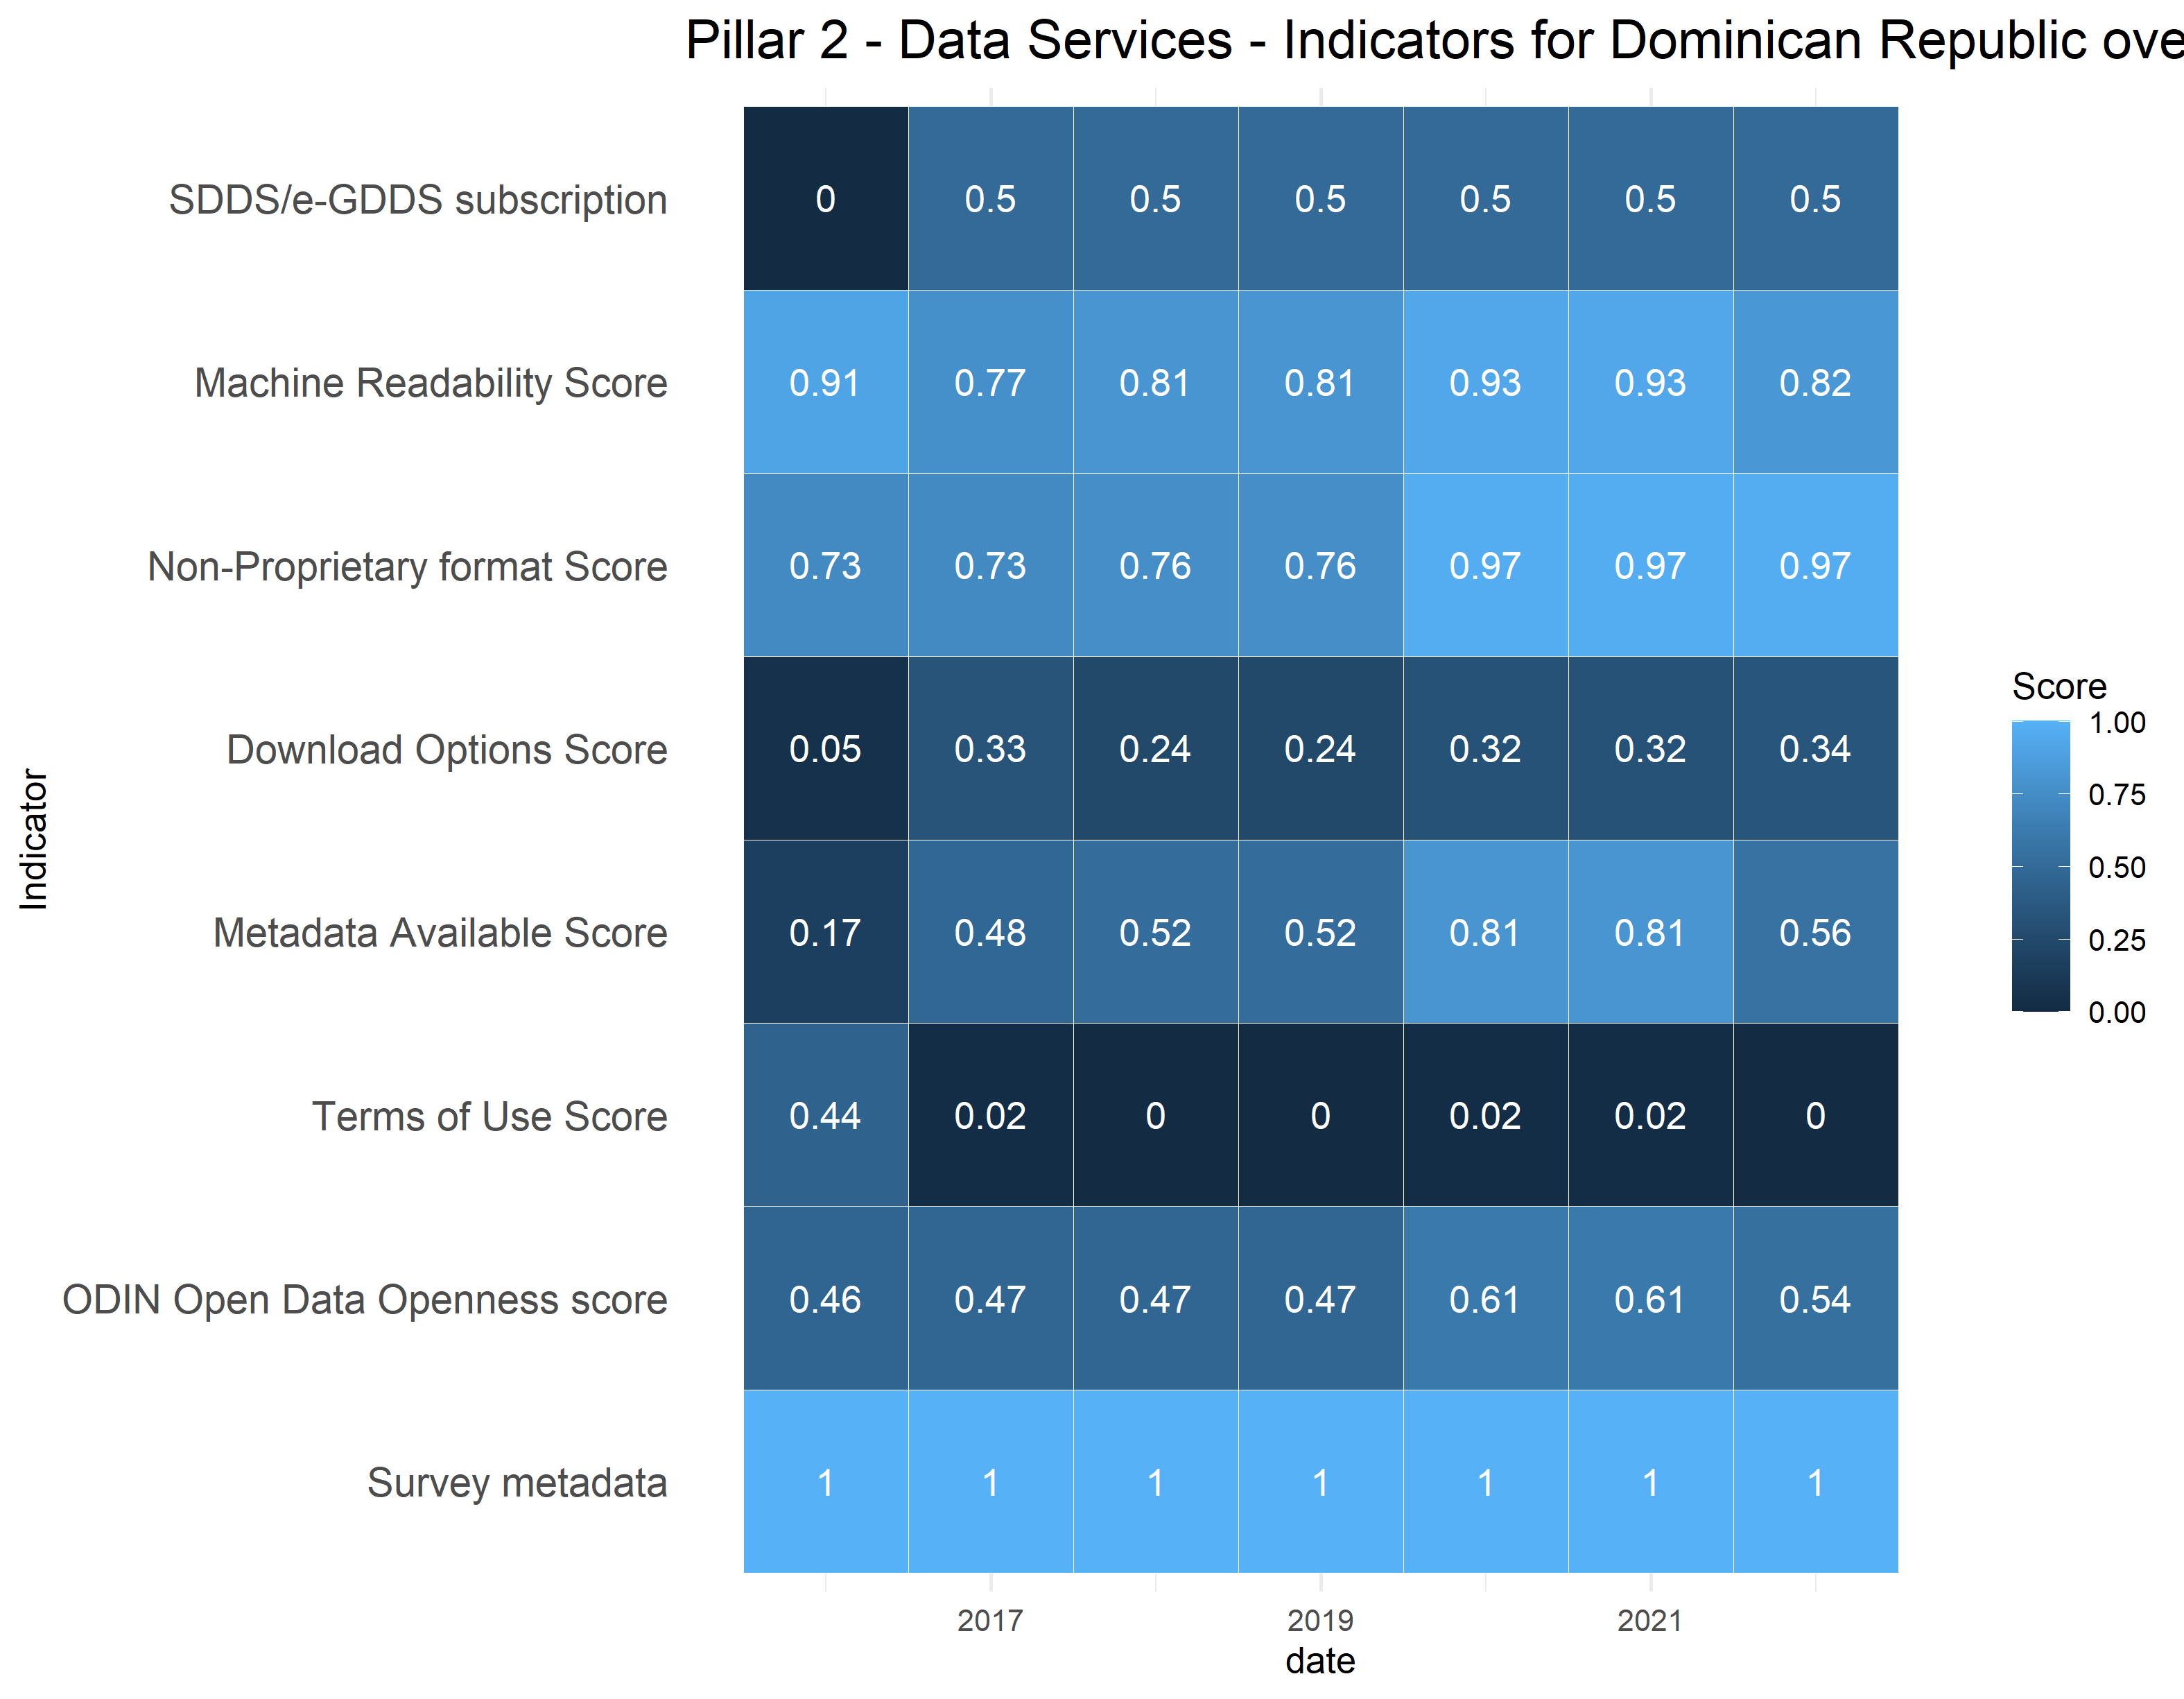 Pillar 2 - Data Services - Indicators for Dominican Republic ove
SDDS/e-GDDS subscription 0 0.5 0.5 0.5 0.5 0.5 0.5
Machine Readability Score 0.91 0.77 0.81 0.81 0.93 0.93 0.82
Non-Proprietary format Score 0.73 0.73 0.76 0.76 0.97 0.97 0.97
Download Options Score 0.05 0.33 0.24 0.24 0.32 0.32 0.34
Metadata Available Score 0.17 0.48 0.52 0.52 0.81 0.81 0.56
Terms of Use Score 0.44 0.02 0 0 0.02 0.02 0
ODIN Open Data Openness score 0.46 0.47 0.47 0.47 0.61 0.61 0.54
Survey metadata 1 1 1 1 1 1 1
2017 2019 2021
date
Indicator
Score
1.00
0.75
0.50
0.25
0.00